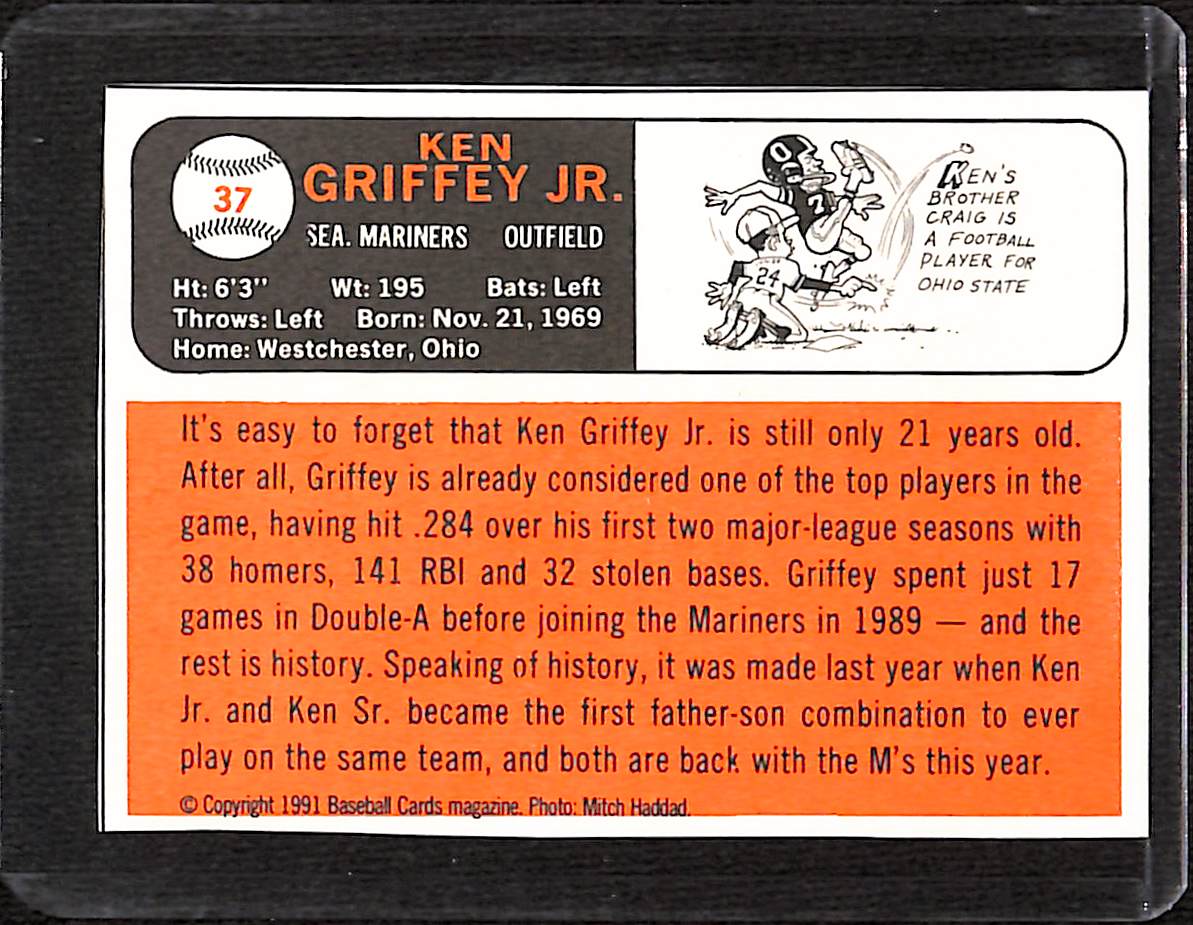 37
KEN
GRIFFEY JR.
SEA. MARINERS OUTFIELD
Ht: 6'3" Wt: 195 Bats: Left
Throws: Left Born: Nov. 21, 1969
Home: Westchester, Ohio
O
7
24
KEN'S
BROTHER
CRAIG IS
A FOOTBALL
PLAYER FOR
OHIO STATE
It's easy to forget that Ken Griffey Jr. is still only 21 years old.
After all, Griffey is already considered one of the top players in the
game, having hit .284 over his first two major-league seasons with
38 homers, 141 RBI and 32 stolen bases. Griffey spent just 17
games in Double-A before joining the Mariners in 1989 — and the
rest is history. Speaking of history, it was made last year when Ken
Jr. and Ken Sr. became the first father-son combination to ever
play on the same team, and both are back with the M's this year.
© Copyright 1991 Baseball Cards magazine. Photo: Mitch Haddad.